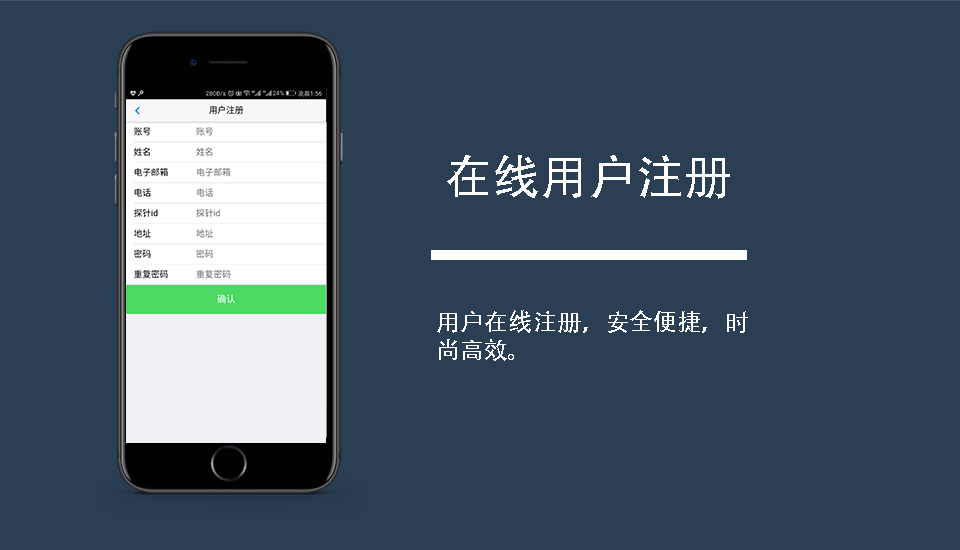 280B/s 24% 凌晨1:56
用户注册
账号 账号
姓名 姓名
电子邮箱 电子邮箱
电话 电话
探针id 探针id
地址 地址
密码 密码
重复密码 重复密码
确认
在线用户注册
用户在线注册，安全便捷，时
尚高效。